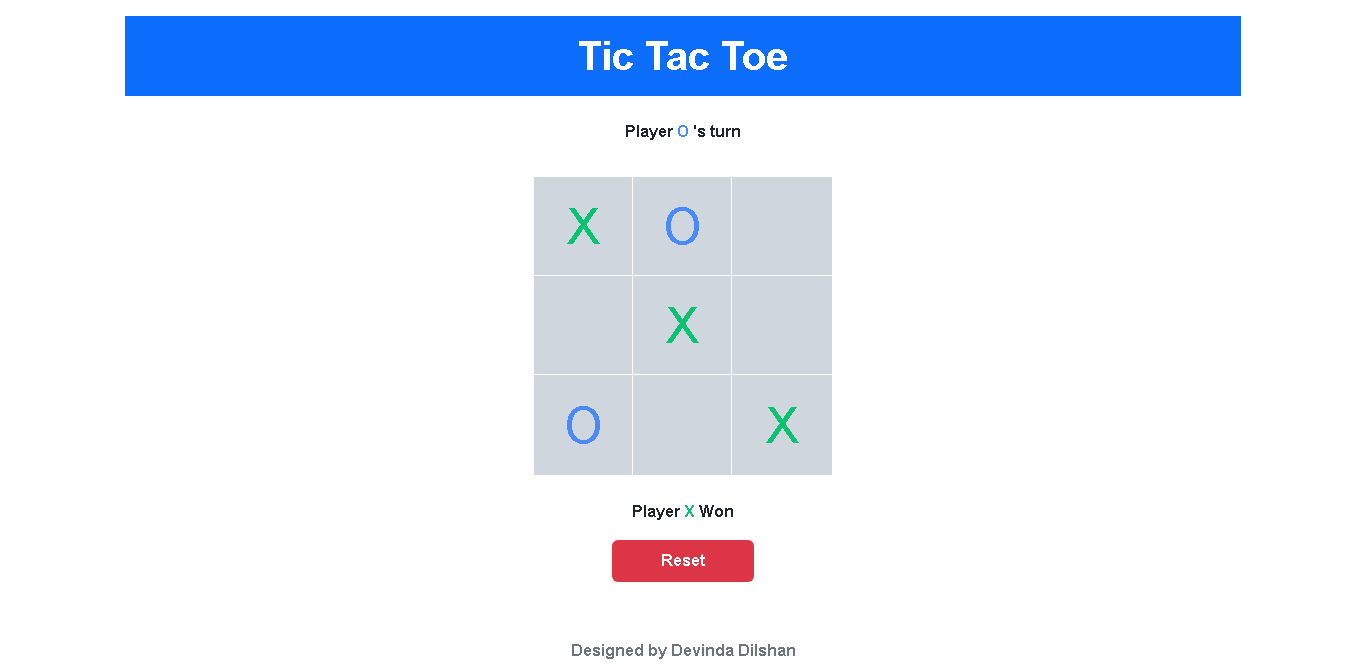 Tic Tac Toe
Player O 's turn
X O
X
O X
Player X Won
Reset
Designed by Devinda Dilshan